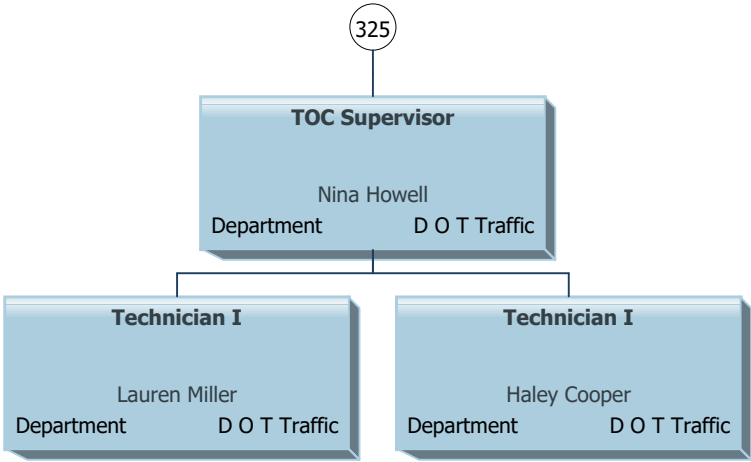 325
TOC Supervisor
Nina Howell
Department D O T Traffic
Technician I
Lauren Miller
Department D O T Traffic
Technician I
Haley Cooper
Department D O T Traffic